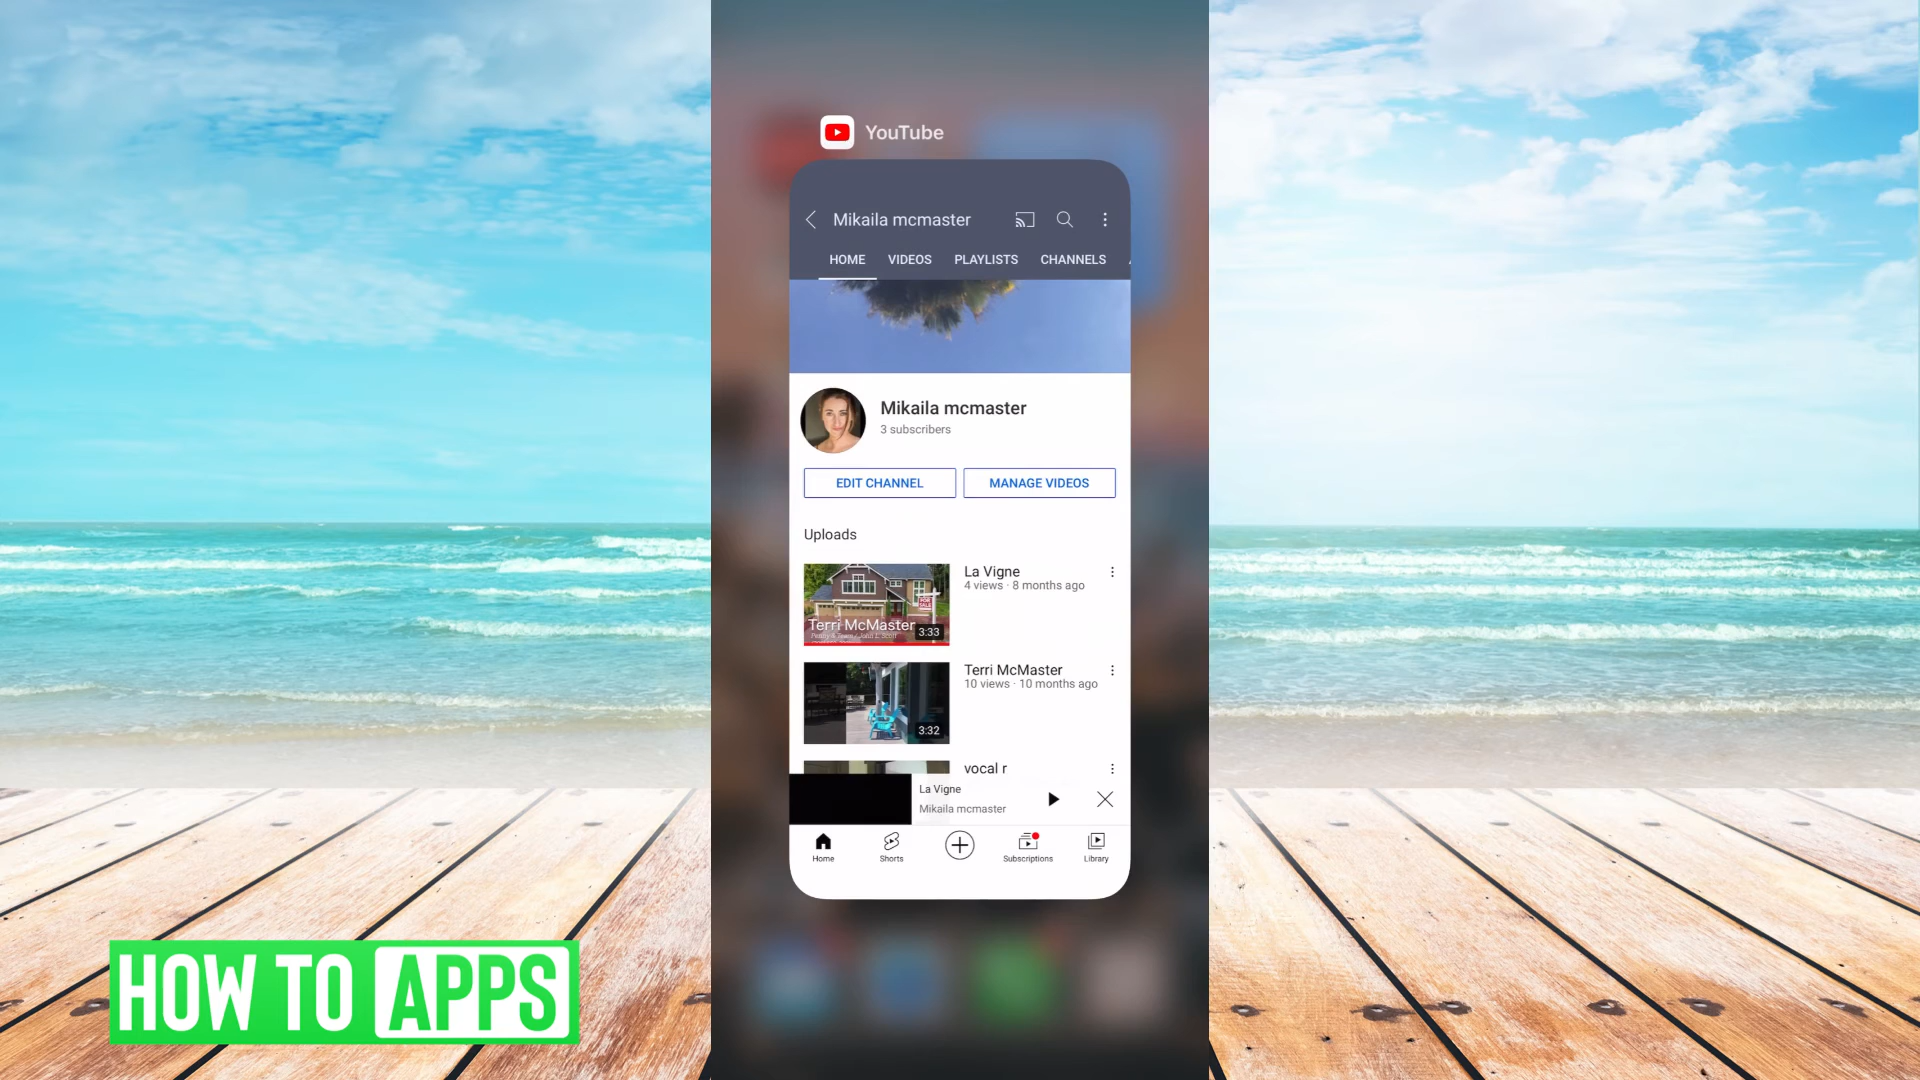 YouTube
Mikaila mcmaster
HOME VIDEOS PLAYLISTS CHANNELS
Mikaila mcmaster
3 subscribers
EDIT CHANNEL MANAGE VIDEOS
Uploads
La Vigne
4 views · 8 months ago
FOR SALE
Terri McMaster
3:33
Terri McMaster
10 views · 10 months ago
3:32
vocal r
La Vigne
Mikaila mcmaster
Home Shorts Subscriptions Library
HOW TO APPS